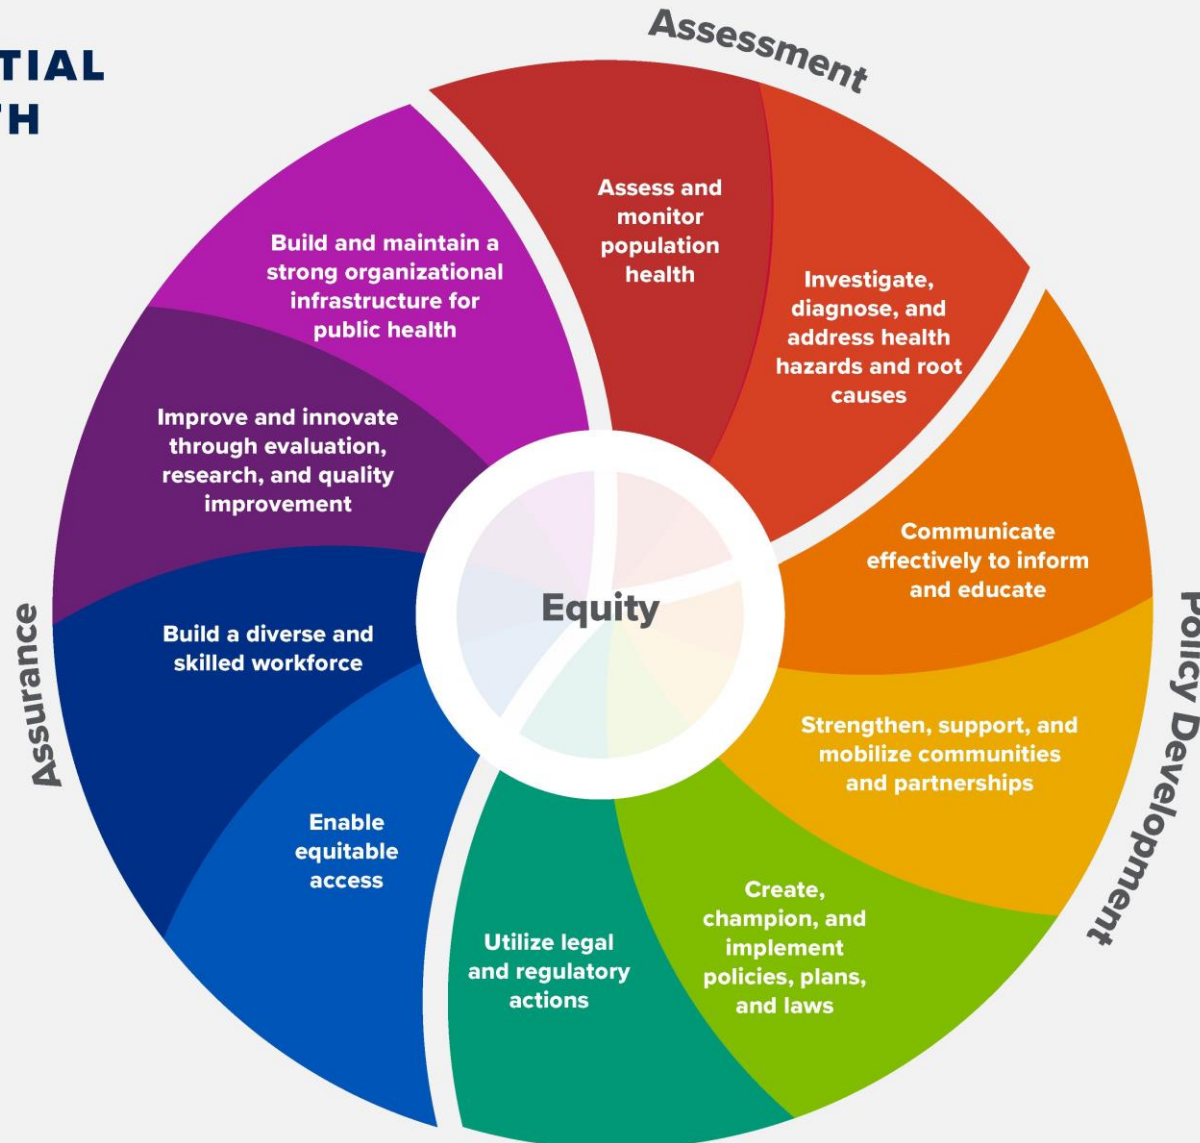 TIAL
TH
Assessment
Assess and
monitor
population
health
Investigate,
diagnose, and
address health
hazards and root
causes
Communicate
effectively to inform
and educate
Strengthen, support, and
mobilize communities
and partnerships
Policy Development
Create,
champion, and
implement
policies, plans,
and laws
Utilize legal
and regulatory
actions
Enable
equitable
access
Build a diverse and
skilled workforce
Improve and innovate
through evaluation,
research, and quality
improvement
Build and maintain a
strong organizational
infrastructure for
public health
Assurance
Equity